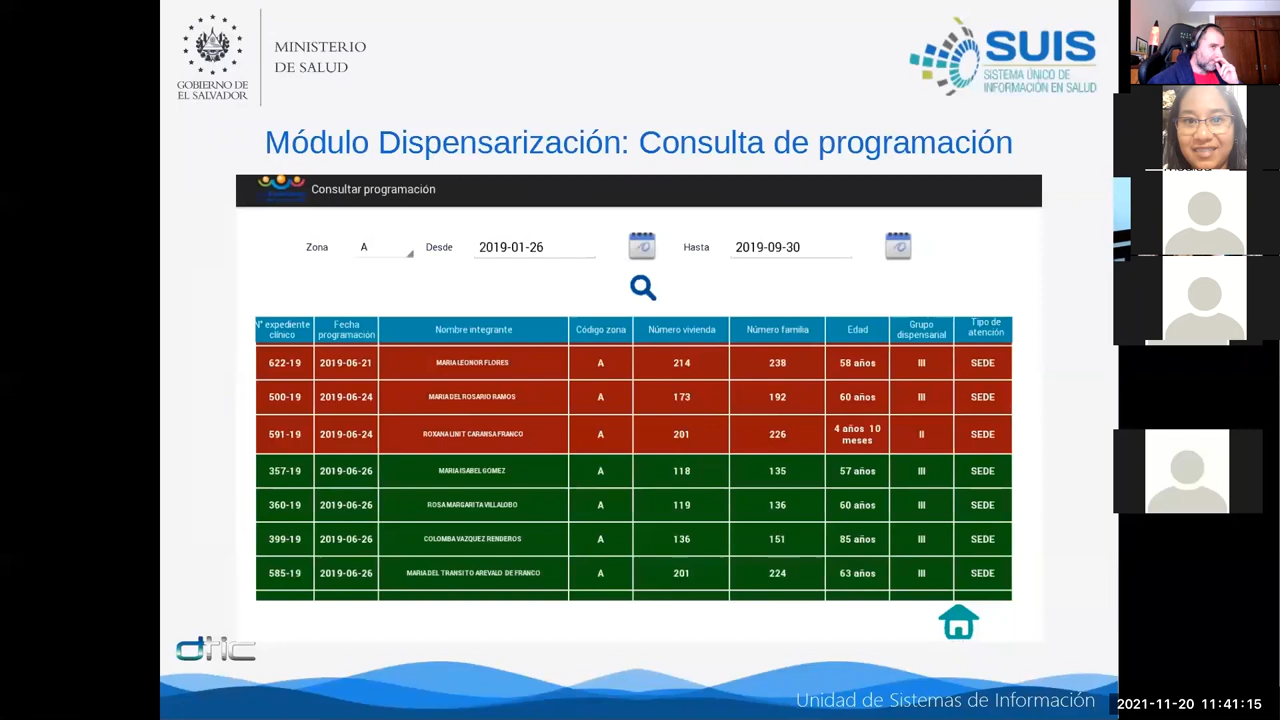 MINISTERIO
DE SALUD
GOBIERNO DE
EL SALVADOR
SUIS
SISTEMA ÚNICO DE
INFORMACIÓN EN SALUD
Módulo Dispensarización: Consulta de programación
Consultar programación
Zona A Desde 2019-01-26 Hasta 2019-09-30
N° expediente clínico Fecha programación Nombre integrante Código zona Número vivienda Número familia Edad Grupo dispensarial Tipo de atención
622-19 2019-06-21 MARIA LEONOR FLORES A 214 238 58 años III SEDE
500-19 2019-06-24 MARIA DEL ROSARIO RAMOS A 173 192 60 años III SEDE
591-19 2019-06-24 ROXANA LINIT CARANSA FRANCO A 201 226 4 años 10 meses II SEDE
357-19 2019-06-26 MARIA ISABEL GOMEZ A 118 135 57 años III SEDE
360-19 2019-06-26 ROSA MARGARITA VILLALOBO A 119 136 60 años III SEDE
399-19 2019-06-26 COLOMBA VAZQUEZ RENDEROS A 136 151 85 años III SEDE
585-19 2019-06-26 MARIA DEL TRANSITO AREVALO DE FRANCO A 201 224 63 años III SEDE
dtic
Unidad de Sistemas de Información
2021-11-20 11:41:15